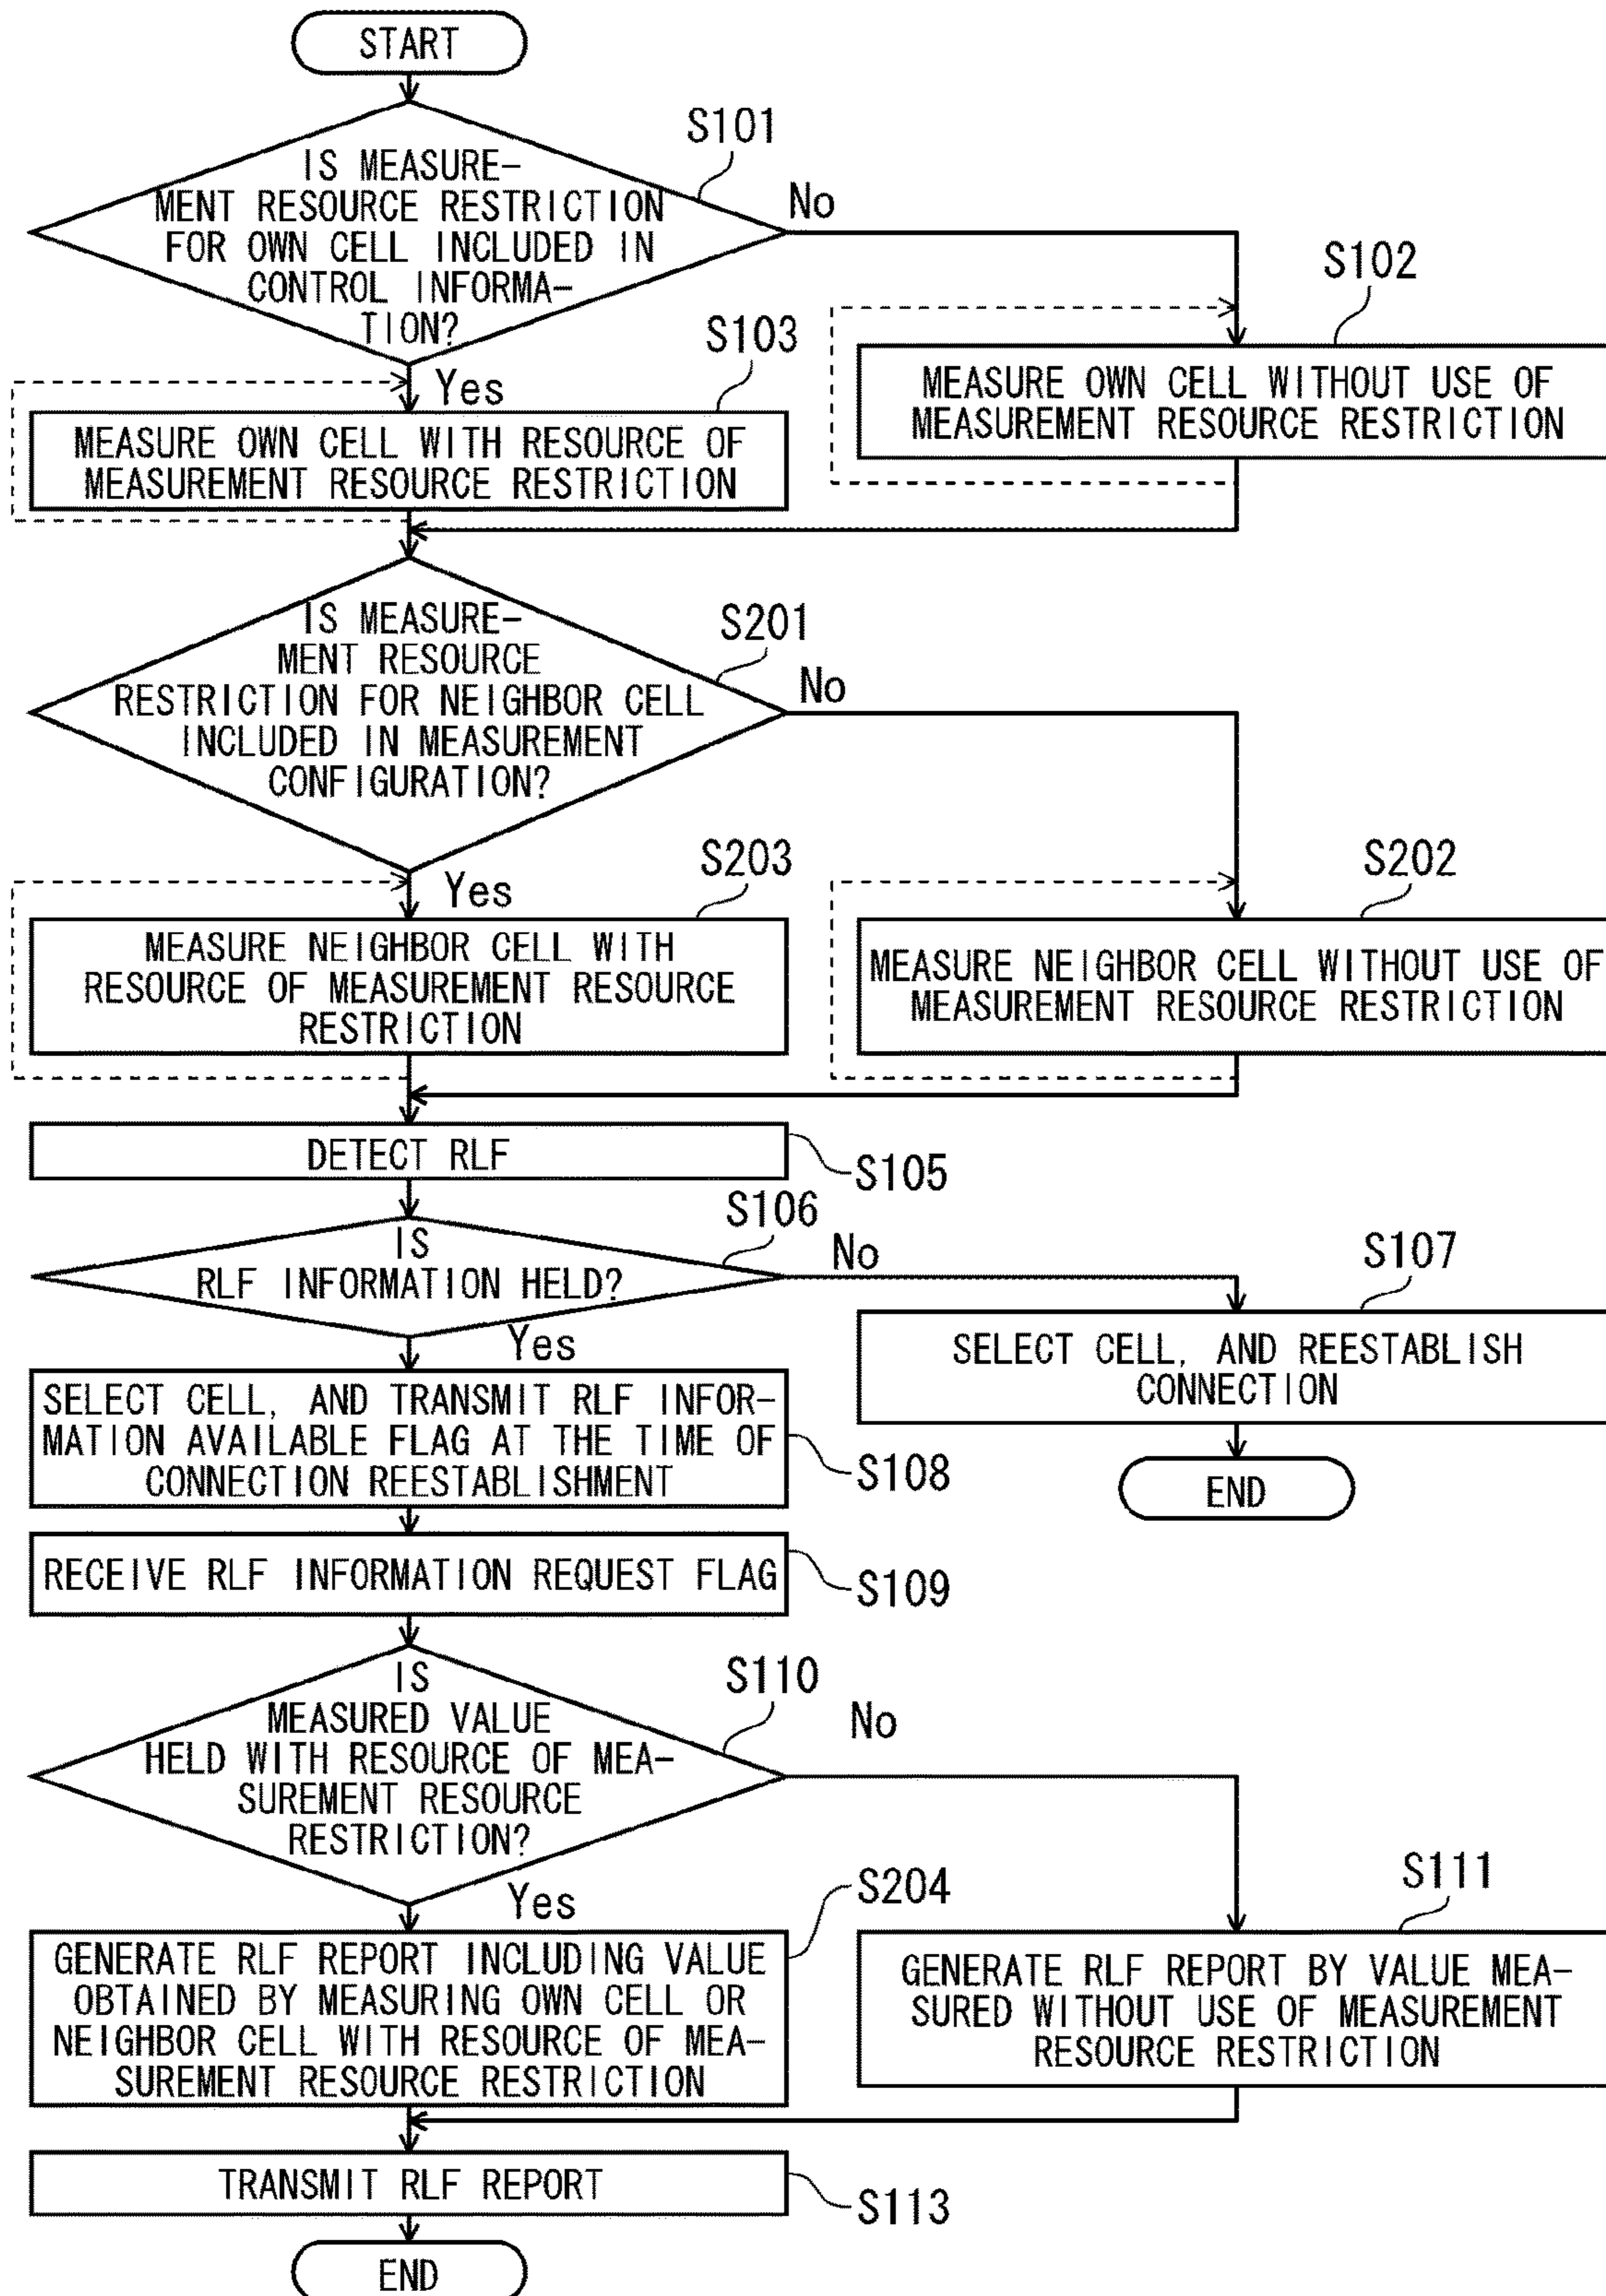 START
S101
IS MEASURE-
MENT RESOURCE RESTRICTION
FOR OWN CELL INCLUDED IN
CONTROL INFORMA-
TION?
No
S102
MEASURE OWN CELL WITHOUT USE OF
MEASUREMENT RESOURCE RESTRICTION
Yes
S103
MEASURE OWN CELL WITH RESOURCE OF
MEASUREMENT RESOURCE RESTRICTION
S201
IS MEASURE-
MENT RESOURCE
RESTRICTION FOR NEIGHBOR CELL
INCLUDED IN MEASUREMENT
CONFIGURATION?
No
S202
MEASURE NEIGHBOR CELL WITHOUT USE OF
MEASUREMENT RESOURCE RESTRICTION
Yes
S203
MEASURE NEIGHBOR CELL WITH
RESOURCE OF MEASUREMENT RESOURCE
RESTRICTION
DETECT RLF
S105
S106
IS
RLF INFORMATION HELD?
No
S107
SELECT CELL, AND REESTABLISH
CONNECTION
END
Yes
SELECT CELL, AND TRANSMIT RLF INFOR-
MATION AVAILABLE FLAG AT THE TIME OF
CONNECTION REESTABLISHMENT
S108
RECEIVE RLF INFORMATION REQUEST FLAG
S109
S110
IS
MEASURED VALUE
HELD WITH RESOURCE OF MEA-
SUREMENT RESOURCE
RESTRICTION?
No
S111
GENERATE RLF REPORT BY VALUE MEA-
SURED WITHOUT USE OF MEASUREMENT
RESOURCE RESTRICTION
Yes
S204
GENERATE RLF REPORT INCLUDING VALUE
OBTAINED BY MEASURING OWN CELL OR
NEIGHBOR CELL WITH RESOURCE OF MEA-
SUREMENT RESOURCE RESTRICTION
TRANSMIT RLF REPORT
S113
END